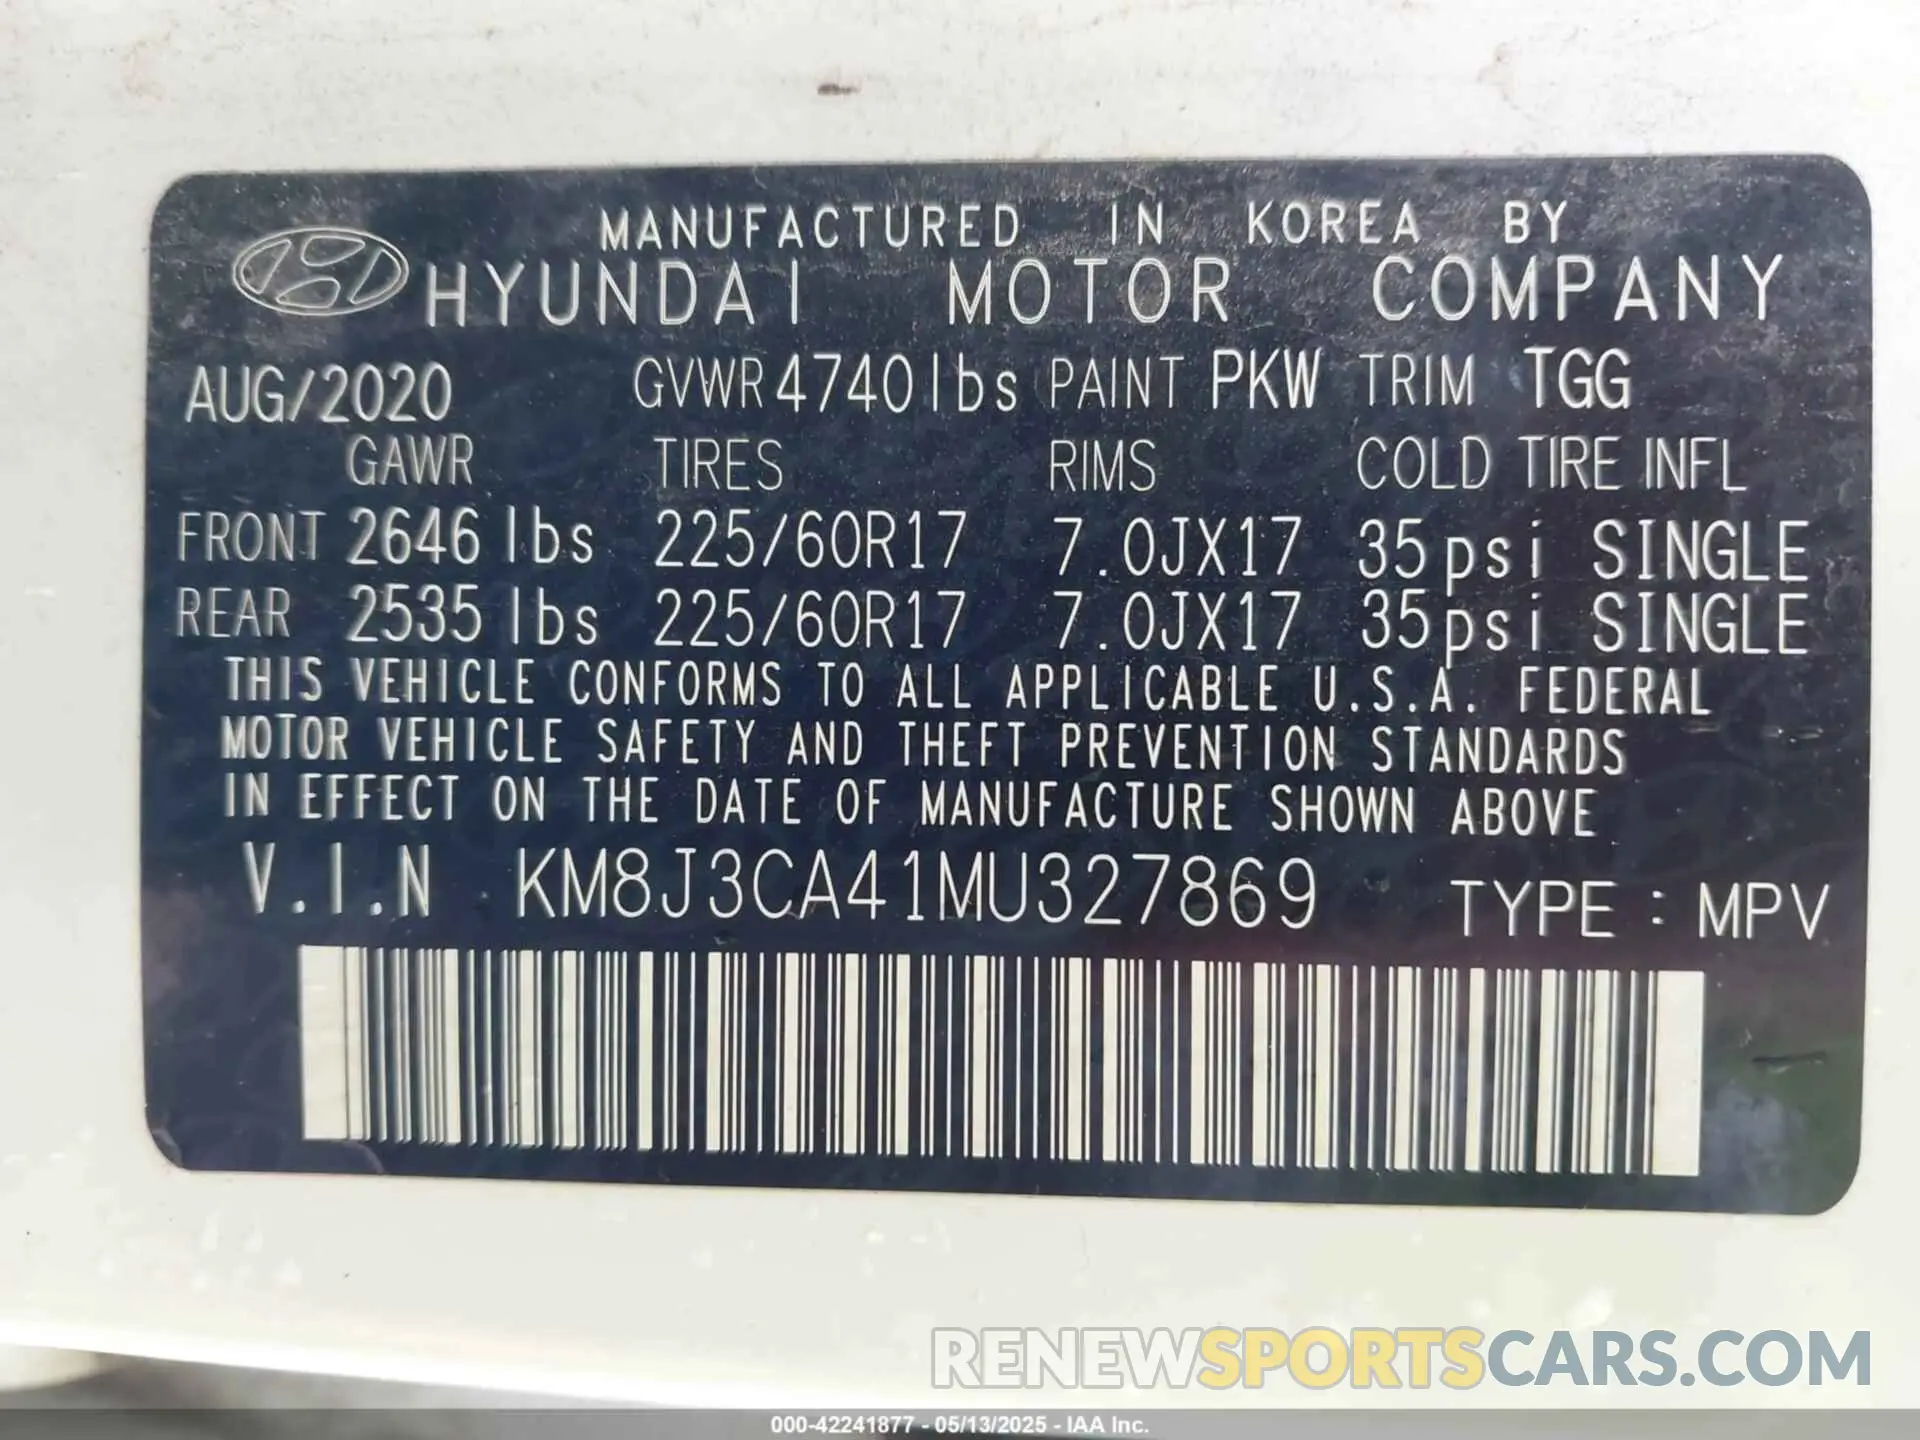 MANUFACTURED IN KOREA BY
HYUNDAI MOTOR COMPANY
AUG/2020 GVWR 4740lbs PAINT PKW TRIM TGG
GAWR TIRES RIMS COLD TIRE INFL
FRONT 2646 lbs 225/60R17 7.0JX17 35psi SINGLE
REAR 2535 lbs 225/60R17 7.0JX17 35psi SINGLE
THIS VEHICLE CONFORMS TO ALL APPLICABLE U.S.A. FEDERAL
MOTOR VEHICLE SAFETY AND THEFT PREVENTION STANDARDS
IN EFFECT ON THE DATE OF MANUFACTURE SHOWN ABOVE
V.I.N KM8J3CA41MU327869 TYPE : MPV
RENEWSPORTSCARS.COM
000-42241877 - 05/13/2025 - IAA Inc.